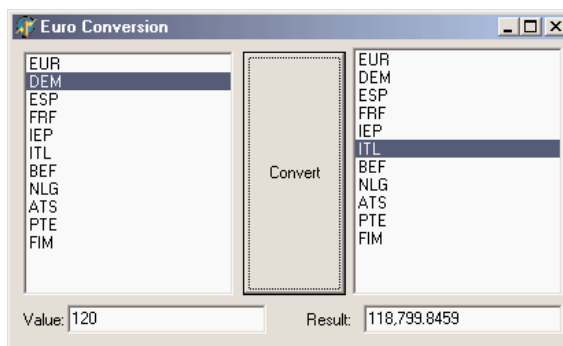 Euro Conversion
EUR
DEM
ESP
FRF
IEP
ITL
BEF
NLG
ATS
PTE
FIM
Convert
EUR
DEM
ESP
FRF
IEP
ITL
BEF
NLG
ATS
PTE
FIM
Value: 120
Result: 118,799.8459